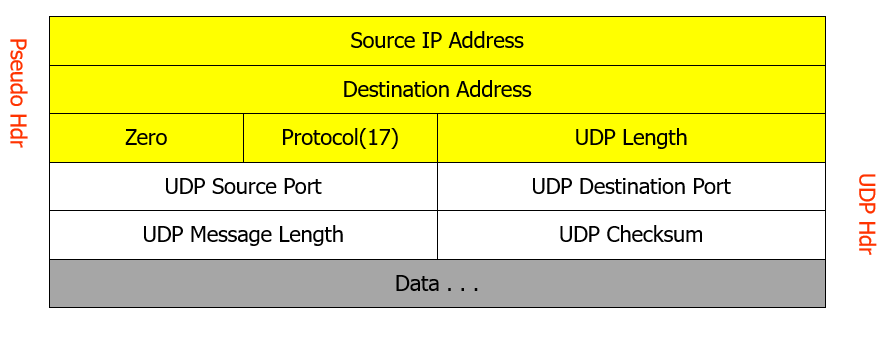 Pseudo Hdr
Source IP Address
Destination Address
Zero
Protocol(17)
UDP Length
UDP Source Port
UDP Destination Port
UDP Message Length
UDP Checksum
UDP Hdr
Data . . .